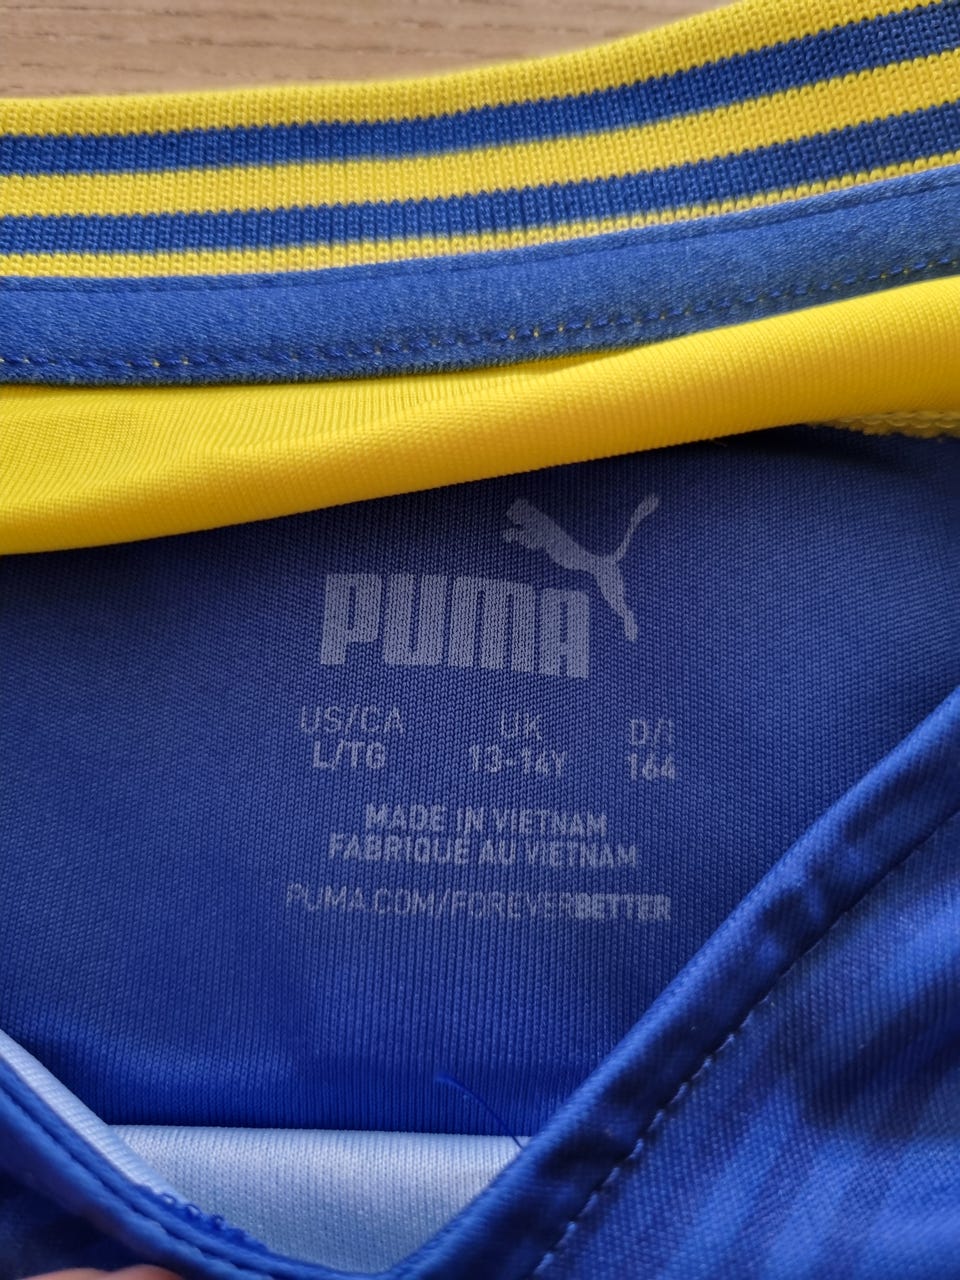 PUMA
US/CA UK D/I
L/TG 13-14Y 164
MADE IN VIETNAM
FABRIQUE AU VIETNAM
PUMA.COM/FOREVERBETTER